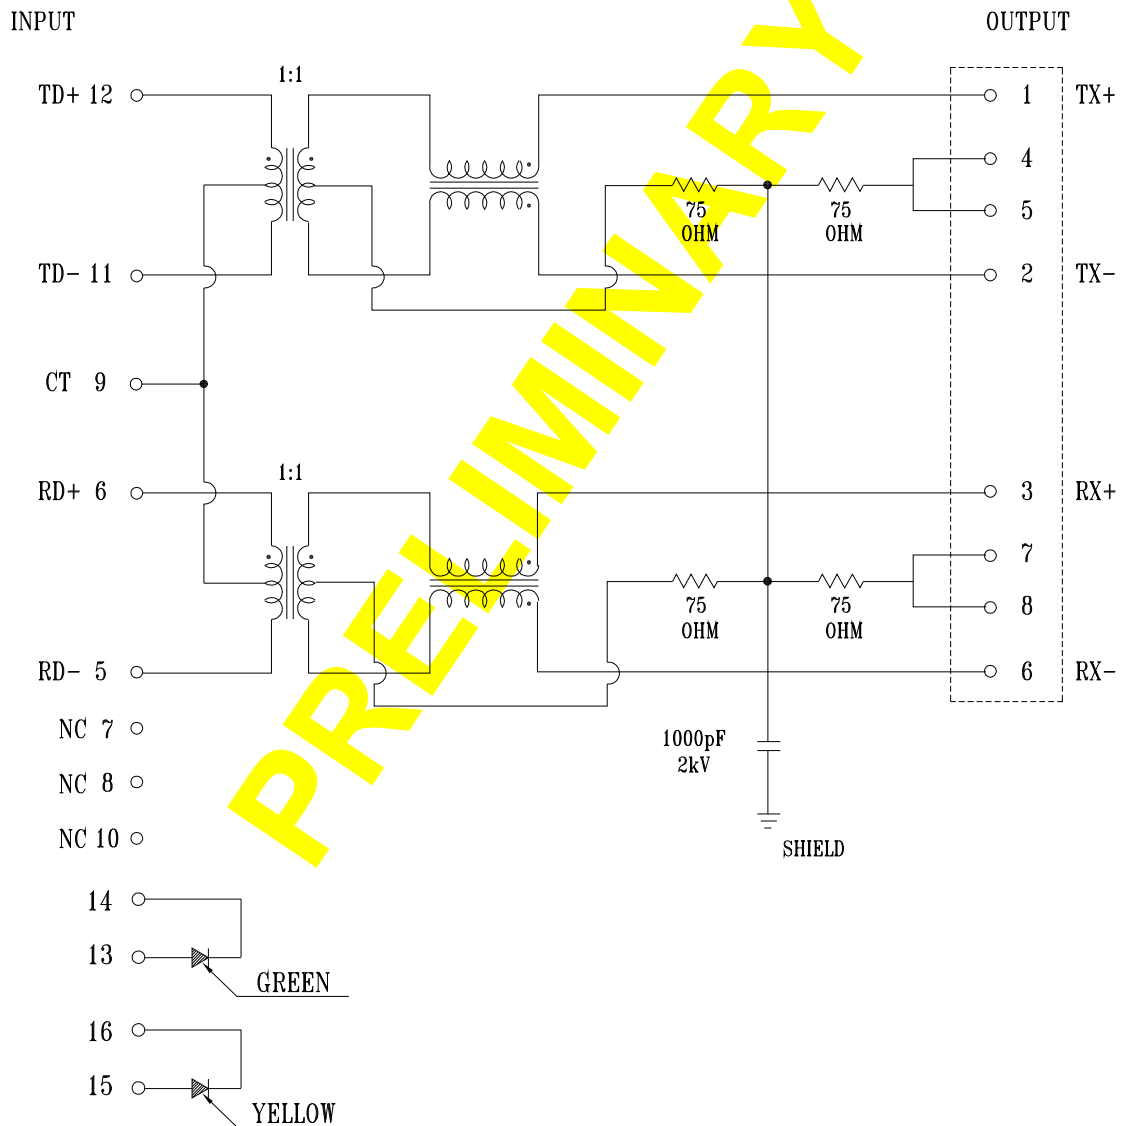 INPUT
OUTPUT
1:1
TD+ 12
1 TX+
4
75 OHM
75 OHM
5
TD- 11
2 TX-
CT 9
1:1
RD+ 6
3 RX+
7
75 OHM
75 OHM
8
RD- 5
6 RX-
NC 7
1000pF
2kV
NC 8
NC 10
SHIELD
14
13
GREEN
16
15
YELLOW
PRELIMINARY